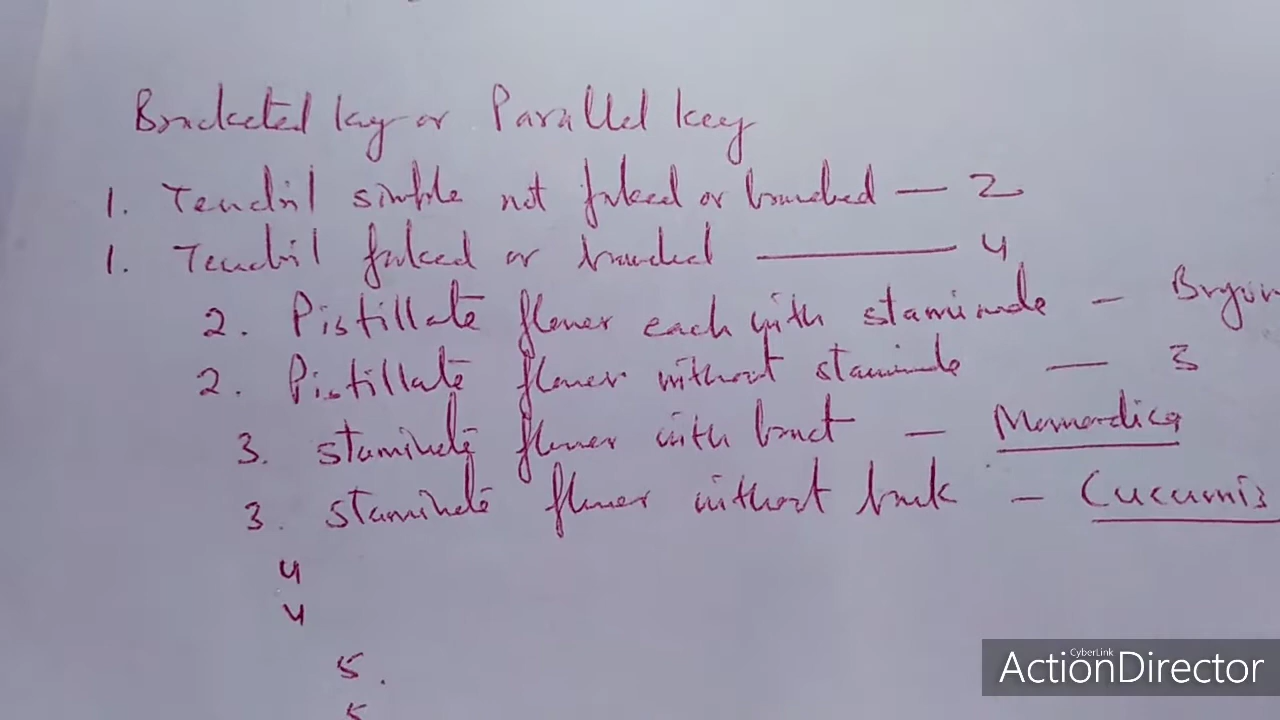 Bracketed key or Parallel key
1. Tendril simple not forked or branched — 2
1. Tendril forked or branched — 4
2. Pistillate flower each with staminode — Bryon
2. Pistillate flower without staminode — 3
3. staminate flower with bract — Momordica
3. staminate flower without bract — Cucumis
4
4
5.
5
CyberLink
ActionDirector